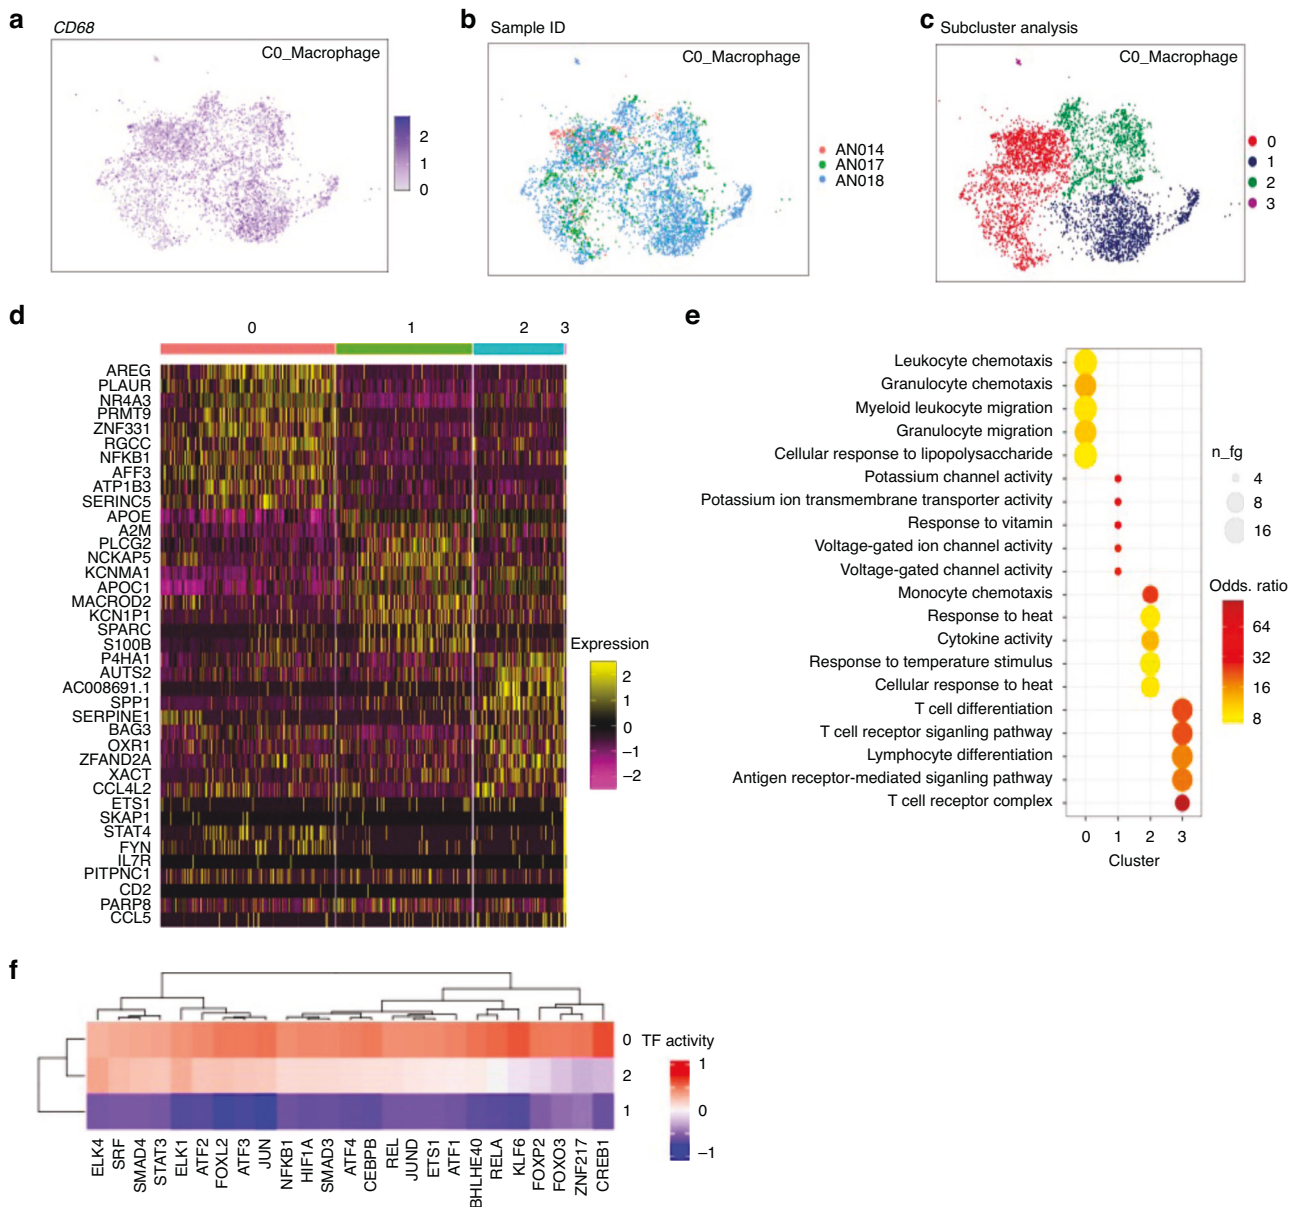 a
CD68
C0_Macrophage
2
1
0
b
Sample ID
C0_Macrophage
AN014
AN017
AN018
c
Subcluster analysis
C0_Macrophage
0
1
2
3
d
0 1 2 3
AREG
PLAUR
NR4A3
PRMT9
ZNF331
RGCC
NFKB1
AFF3
ATP1B3
SERINC5
APOE
A2M
PLCG2
NCKAP5
KCNMA1
APOC1
MACROD2
KCN1P1
SPARC
S100B
P4HA1
AUTS2
AC008691.1
SPP1
SERPINE1
BAG3
OXR1
ZFAND2A
XACT
CCL4L2
ETS1
SKAP1
STAT4
FYN
IL7R
PITPNC1
CD2
PARP8
CCL5
Expression
2
1
0
−1
−2
e
Leukocyte chemotaxis
Granulocyte chemotaxis
Myeloid leukocyte migration
Granulocyte migration
Cellular response to lipopolysaccharide
Potassium channel activity
Potassium ion transmembrane transporter activity
Response to vitamin
Voltage-gated ion channel activity
Voltage-gated channel activity
Monocyte chemotaxis
Response to heat
Cytokine activity
Response to temperature stimulus
Cellular response to heat
T cell differentiation
T cell receptor siganling pathway
Lymphocyte differentiation
Antigen receptor-mediated siganling pathway
T cell receptor complex
0 1 2 3
Cluster
n_fg
4
8
16
Odds. ratio
64
32
16
8
f
0
2
1
TF activity
1
0
−1
ELK4
SRF
SMAD4
STAT3
ELK1
ATF2
FOXL2
ATF3
JUN
NFKB1
HIF1A
SMAD3
ATF4
CEBPB
REL
JUND
ETS1
ATF1
BHLHE40
RELA
KLF6
FOXP2
FOXO3
ZNF217
CREB1